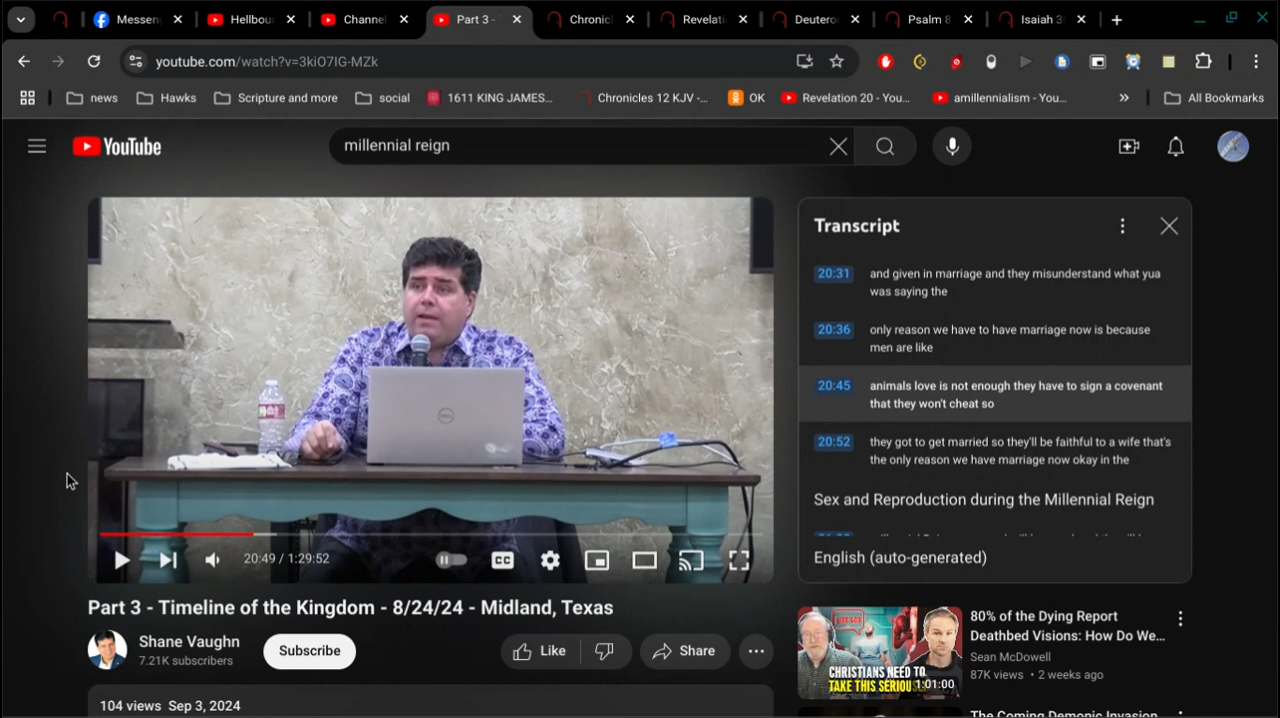 Messen
Hellbou
Channel
Part 3 -
Chronic
Revelati
Deutero
Psalm 8
Isaiah 3
youtube.com/watch?v=3kiO7IG-MZk
news
Hawks
Scripture and more
social
1611 KING JAMES...
Chronicles 12 KJV -...
OK
Revelation 20 - You...
amillennialism - You...
All Bookmarks
YouTube
millennial reign
Transcript
20:31
and given in marriage and they misunderstand what yua
was saying the
20:36
only reason we have to have marriage now is because
men are like
20:45
animals love is not enough they have to sign a covenant
that they won't cheat so
20:52
they got to get married so they'll be faithful to a wife that's
the only reason we have marriage now okay in the
Sex and Reproduction during the Millennial Reign
English (auto-generated)
DELL
20:49 / 1:29:52
CC
Part 3 - Timeline of the Kingdom - 8/24/24 - Midland, Texas
Shane Vaughn
7.21K subscribers
Subscribe
Like
Share
104 views Sep 3, 2024
CHRISTIANS NEED TO
TAKE THIS SERIOUS
1:01:00
80% of the Dying Report
Deathbed Visions: How Do We...
Sean McDowell
87K views • 2 weeks ago
The Coming Demonic Invasion